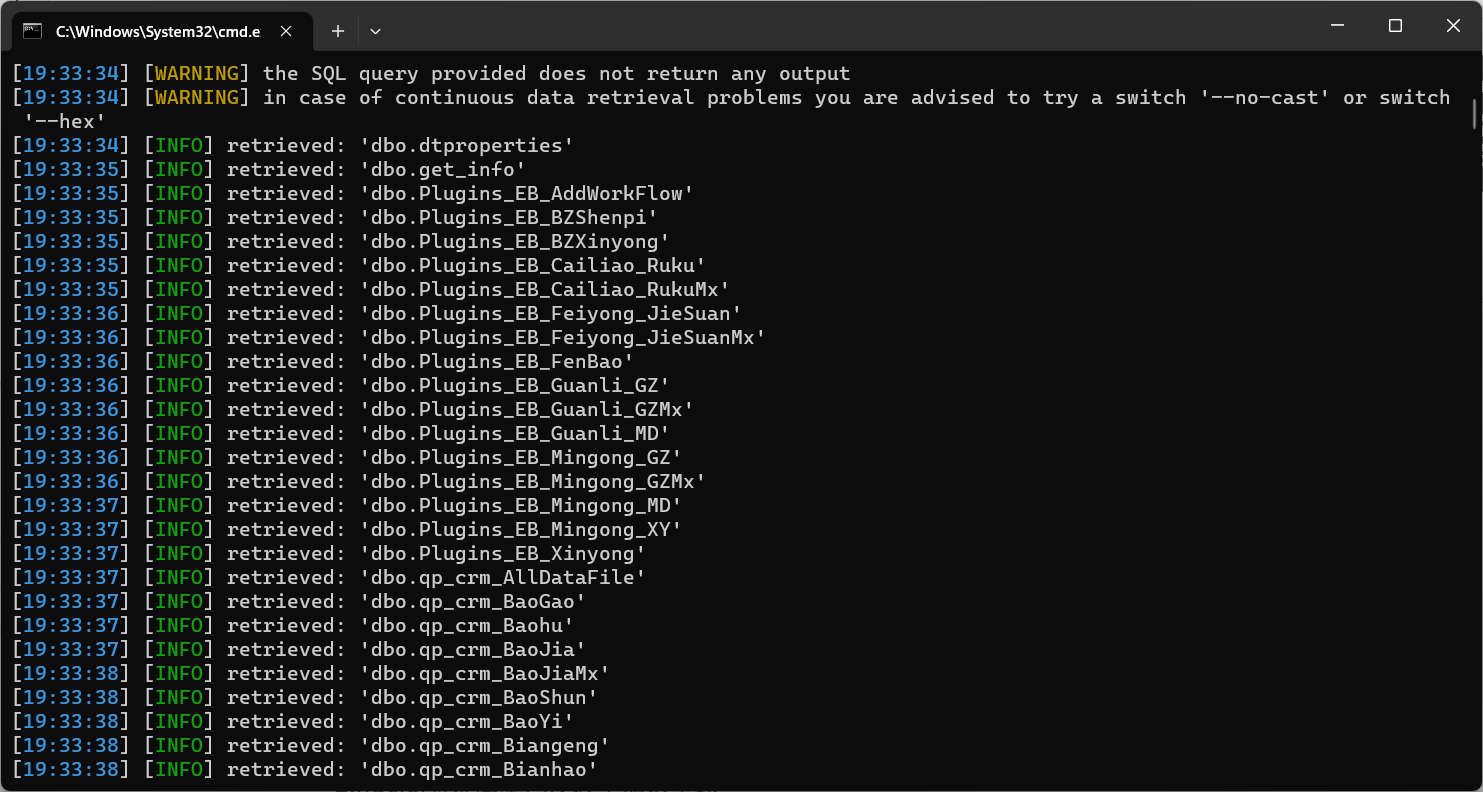 C:\Windows\System32\cmd.e
[19:33:34] [WARNING] the SQL query provided does not return any output
[19:33:34] [WARNING] in case of continuous data retrieval problems you are advised to try a switch '--no-cast' or switch
'--hex'
[19:33:34] [INFO] retrieved: 'dbo.dtproperties'
[19:33:35] [INFO] retrieved: 'dbo.get_info'
[19:33:35] [INFO] retrieved: 'dbo.Plugins_EB_AddWorkFlow'
[19:33:35] [INFO] retrieved: 'dbo.Plugins_EB_BZShenpi'
[19:33:35] [INFO] retrieved: 'dbo.Plugins_EB_BZXinyong'
[19:33:35] [INFO] retrieved: 'dbo.Plugins_EB_Cailiao_Ruku'
[19:33:35] [INFO] retrieved: 'dbo.Plugins_EB_Cailiao_RukuMx'
[19:33:36] [INFO] retrieved: 'dbo.Plugins_EB_Feiyong_JieSuan'
[19:33:36] [INFO] retrieved: 'dbo.Plugins_EB_Feiyong_JieSuanMx'
[19:33:36] [INFO] retrieved: 'dbo.Plugins_EB_FenBao'
[19:33:36] [INFO] retrieved: 'dbo.Plugins_EB_Guanli_GZ'
[19:33:36] [INFO] retrieved: 'dbo.Plugins_EB_Guanli_GZMx'
[19:33:36] [INFO] retrieved: 'dbo.Plugins_EB_Guanli_MD'
[19:33:36] [INFO] retrieved: 'dbo.Plugins_EB_Mingong_GZ'
[19:33:36] [INFO] retrieved: 'dbo.Plugins_EB_Mingong_GZMx'
[19:33:37] [INFO] retrieved: 'dbo.Plugins_EB_Mingong_MD'
[19:33:37] [INFO] retrieved: 'dbo.Plugins_EB_Mingong_XY'
[19:33:37] [INFO] retrieved: 'dbo.Plugins_EB_Xinyong'
[19:33:37] [INFO] retrieved: 'dbo.qp_crm_AllDataFile'
[19:33:37] [INFO] retrieved: 'dbo.qp_crm_BaoGao'
[19:33:37] [INFO] retrieved: 'dbo.qp_crm_Baohu'
[19:33:37] [INFO] retrieved: 'dbo.qp_crm_BaoJia'
[19:33:38] [INFO] retrieved: 'dbo.qp_crm_BaoJiaMx'
[19:33:38] [INFO] retrieved: 'dbo.qp_crm_BaoShun'
[19:33:38] [INFO] retrieved: 'dbo.qp_crm_BaoYi'
[19:33:38] [INFO] retrieved: 'dbo.qp_crm_Biangeng'
[19:33:38] [INFO] retrieved: 'dbo.qp_crm_Bianhao'